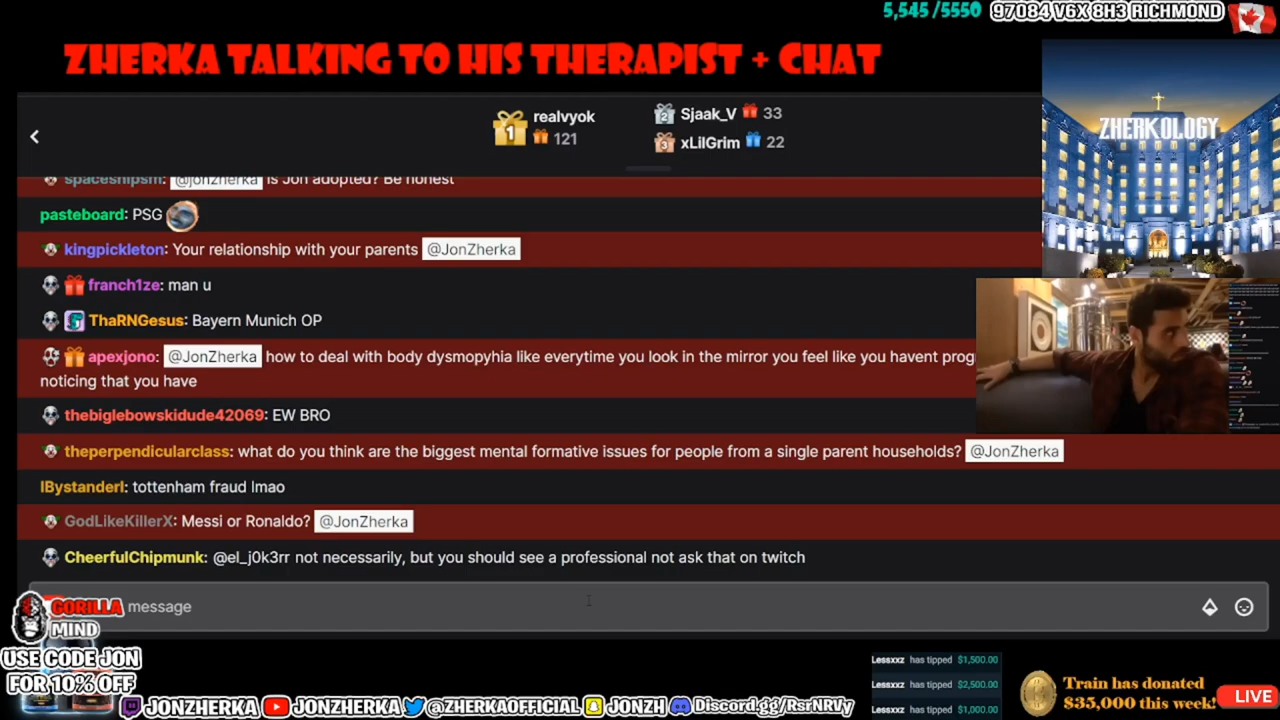 5,545 /5550
97084 V6X 8H3 RICHMOND
ZHERKA TALKING TO HIS THERAPIST + CHAT
ZHERKOLOGY
1 realvyok
121
2 Sjaak_V 33
3 xLilGrim 22
spaceshipsm: @jonzherka is Jon adopted? Be honest
pasteboard: PSG
kingpickleton: Your relationship with your parents @JonZherka
franch1ze: man u
ThaRNGesus: Bayern Munich OP
apexjono: @JonZherka how to deal with body dysmopyhia like everytime you look in the mirror you feel like you havent prog
noticing that you have
thebiglebowskidude42069: EW BRO
theperpendicularclass: what do you think are the biggest mental formative issues for people from a single parent households? @JonZherka
IBystanderI: tottenham fraud lmao
GodLikeKillerX: Messi or Ronaldo? @JonZherka
CheerfulChipmunk: @el_j0k3rr not necessarily, but you should see a professional not ask that on twitch
message
GORILLA
MIND
USE CODE JON
FOR 10% OFF
JONZHERKA JONZHERKA @ZHERKAOFFICIAL JONZH Discord.gg/RsrNRVy
Lessxxz has tipped $1,500.00
Lessxxz has tipped $2,500.00
Lessxxz has tipped $1,000.00
Train has donated
$35,000 this week!
LIVE